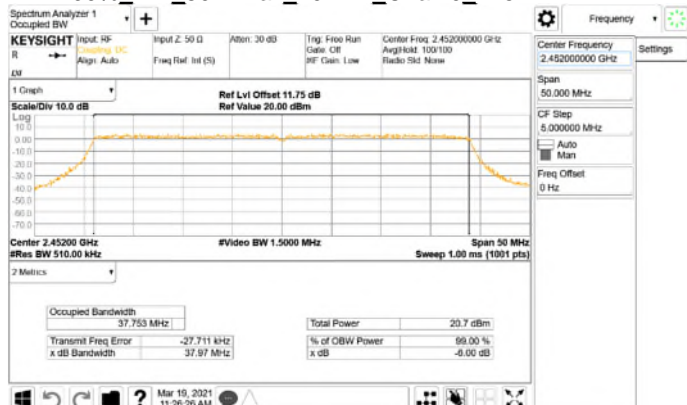 Spectrum Analyzer 1
Occupied BW
Frequency
KEYSIGHT
R
Input: RF
Coupling: DC
Align: Auto
Input Z: 50 Ω
Freq Ref: Int (S)
Atten: 30 dB
Trig: Free Run
Gate: Off
#IF Gain: Low
Center Freq: 2.452000000 GHz
Avg|Hold: 100/100
Radio Std: None
Center Frequency
2.452000000 GHz
Settings
Span
50.000 MHz
CF Step
5.000000 MHz
Auto
Man
Freq Offset
0 Hz
1 Graph
Scale/Div 10.0 dB
Ref Lvl Offset 11.75 dB
Ref Value 20.00 dBm
Log
10.0
0.00
-10.0
-20.0
-30.0
-40.0
-50.0
-60.0
-70.0
Center 2.45200 GHz
#Res BW 510.00 kHz
#Video BW 1.5000 MHz
Span 50 MHz
Sweep 1.00 ms (1001 pts)
2 Metrics
Occupied Bandwidth
37.753 MHz
Total Power 20.7 dBm
Transmit Freq Error -27.711 kHz
% of OBW Power 99.00 %
x dB Bandwidth 37.97 MHz
x dB -6.00 dB
?
Mar 19, 2021
11:26:26 AM